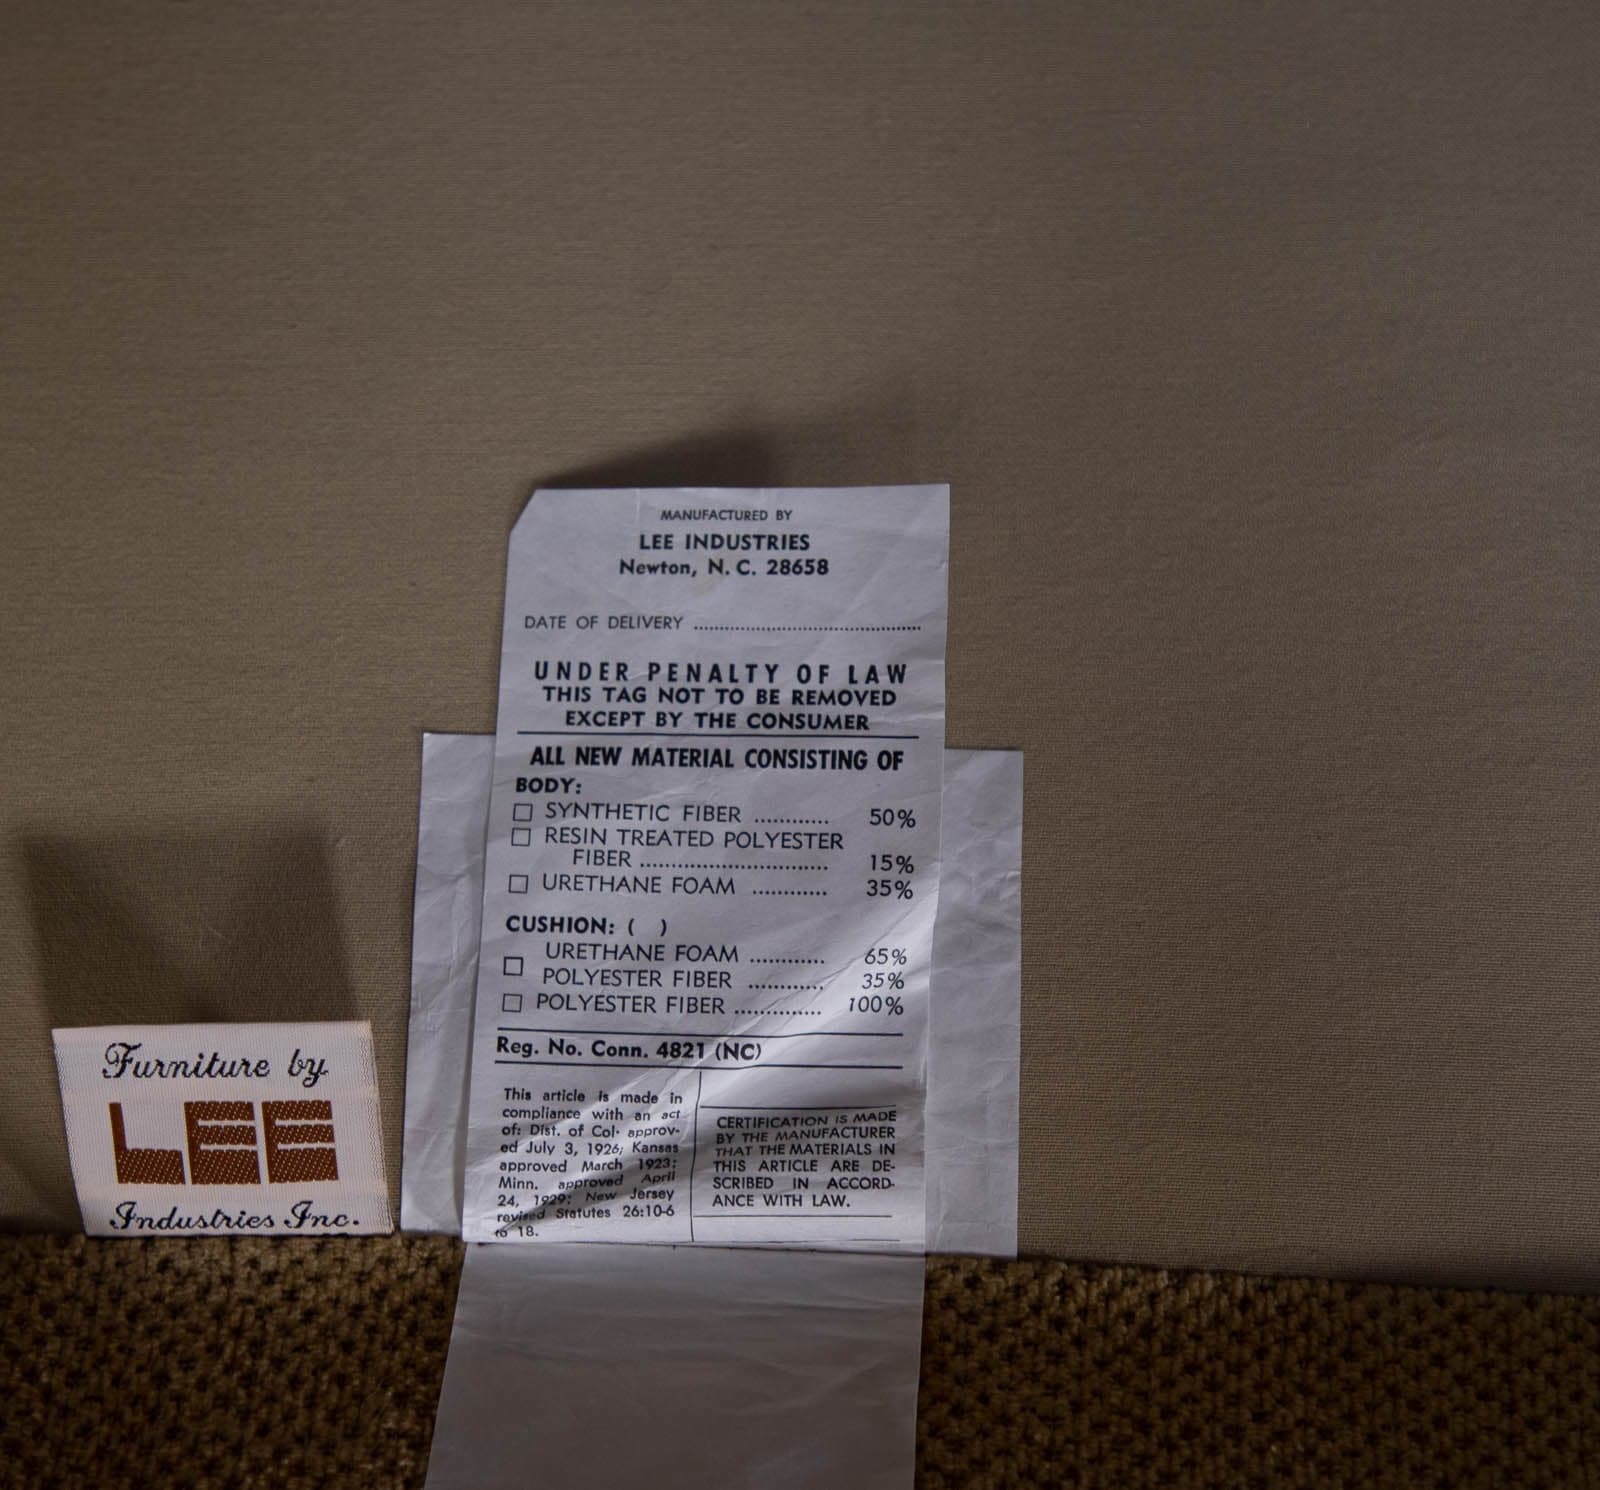 MANUFACTURED BY
LEE INDUSTRIES
Newton, N. C. 28658
DATE OF DELIVERY ....................................
UNDER PENALTY OF LAW
THIS TAG NOT TO BE REMOVED
EXCEPT BY THE CONSUMER
ALL NEW MATERIAL CONSISTING OF
BODY:
☐ SYNTHETIC FIBER ............ 50%
☐ RESIN TREATED POLYESTER
FIBER .............................. 15%
☐ URETHANE FOAM ............ 35%
CUSHION: ( )
URETHANE FOAM ............ 65%
☐ POLYESTER FIBER ............ 35%
☐ POLYESTER FIBER .............. 100%
Reg. No. Conn. 4821 (NC)
This article is made in
compliance with an act
of: Dist. of Col. approv-
ed July 3, 1926; Kansas
approved March 1923;
Minn. approved April
24, 1929; New Jersey
revised Statutes 26:10-6
to 18.
CERTIFICATION IS MADE
BY THE MANUFACTURER
THAT THE MATERIALS IN
THIS ARTICLE ARE DE-
SCRIBED IN ACCORD-
ANCE WITH LAW.
Furniture by
LEE
Industries Inc.